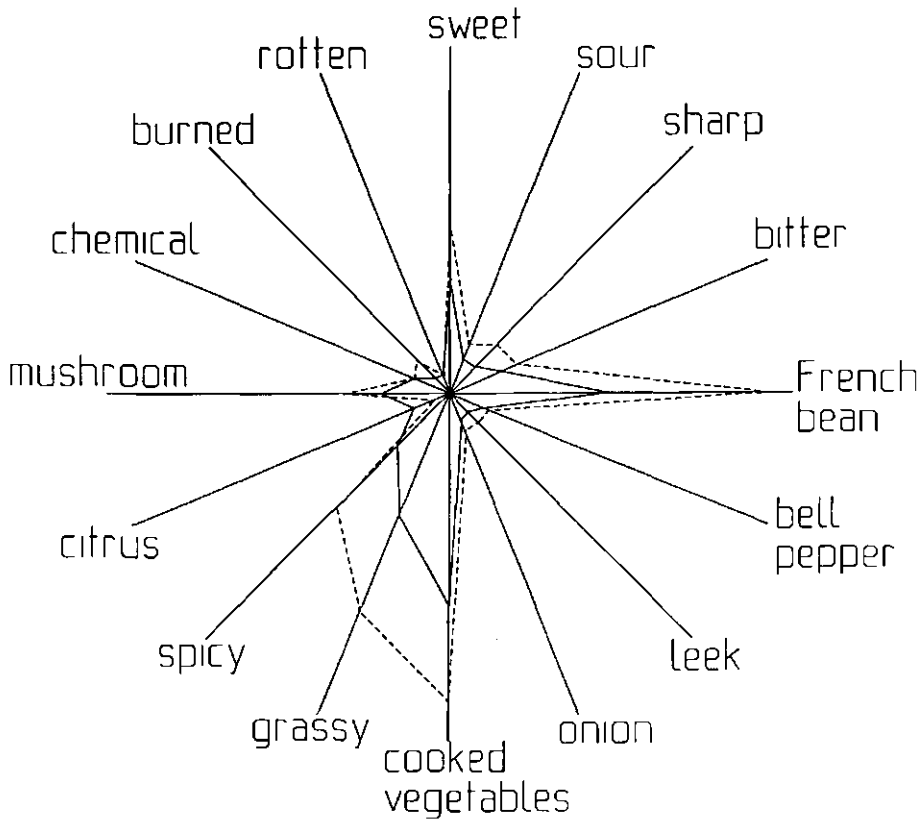 sweet
rotten
sour
burned
sharp
chemical
bitter
mushroom
French
bean
citrus
bell
pepper
spicy
leek
grassy
onion
cooked
vegetables